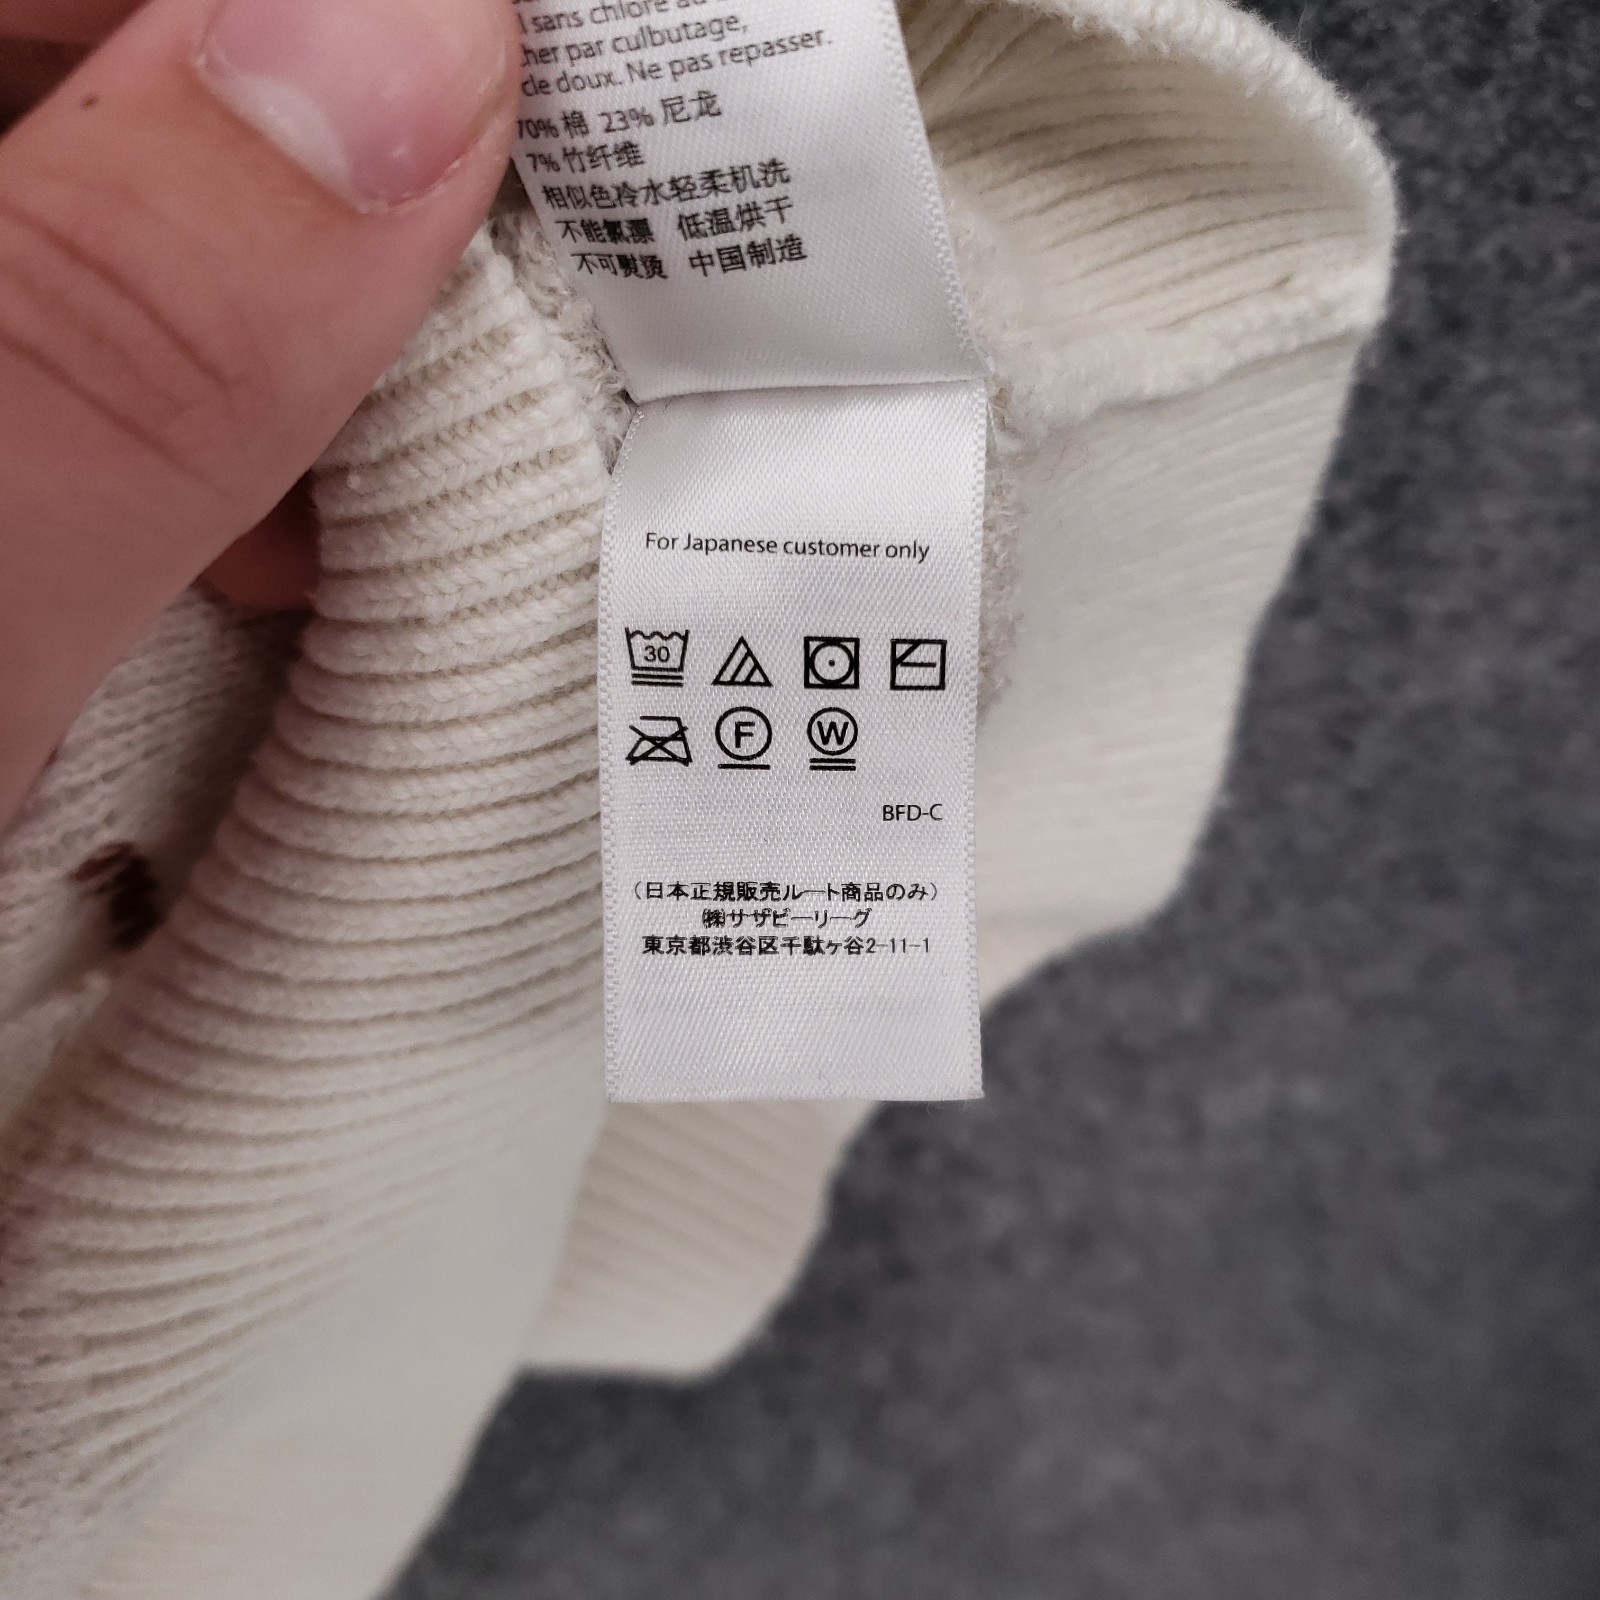 sans chlore au
par culbutage,
doux. Ne pas repasser.
70% 棉 23% 尼龙
7% 竹纤维
相似色冷水轻柔机洗
不能氯漂 低温烘干
不可熨烫 中国制造
For Japanese customer only
30
F W
BFD-C
（日本正規販売ルート商品のみ）
㈱サザビーリーグ
東京都渋谷区千駄ヶ谷2-11-1